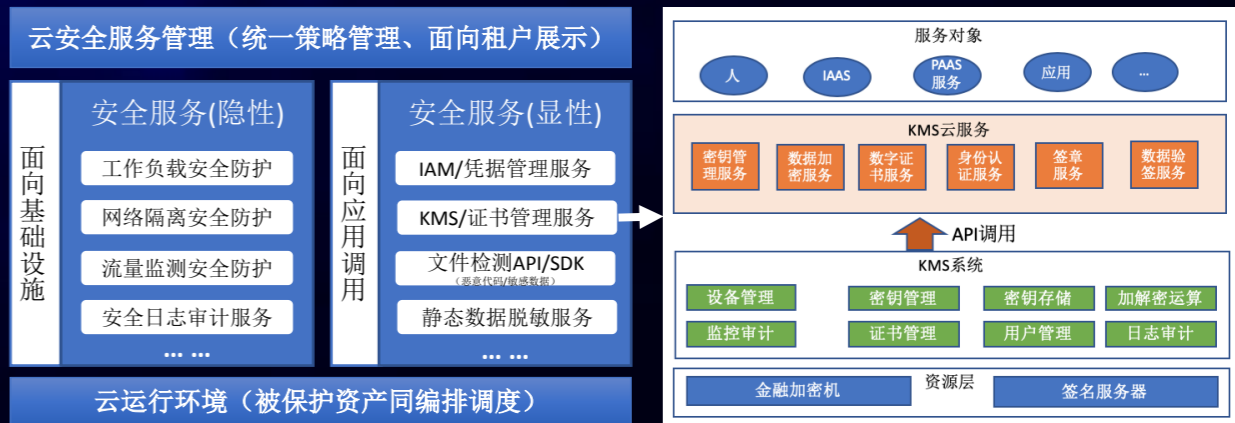 云安全服务管理（统一策略管理、面向租户展示）
面向基础设施
安全服务(隐性)
工作负载安全防护
网络隔离安全防护
流量监测安全防护
安全日志审计服务
... ...
面向应用调用
安全服务(显性)
IAM/凭据管理服务
KMS/证书管理服务
文件检测API/SDK
（恶意代码/敏感数据）
静态数据脱敏服务
... ...
云运行环境（被保护资产同编排调度）
服务对象
人
IAAS
PAAS
服务
应用
...
KMS云服务
密钥管
理服务
数据加
密服务
数字证
书服务
身份认
证服务
签章
服务
数据验
签服务
API调用
KMS系统
设备管理
密钥管理
密钥存储
加解密运算
监控审计
证书管理
用户管理
日志审计
资源层
金融加密机
签名服务器